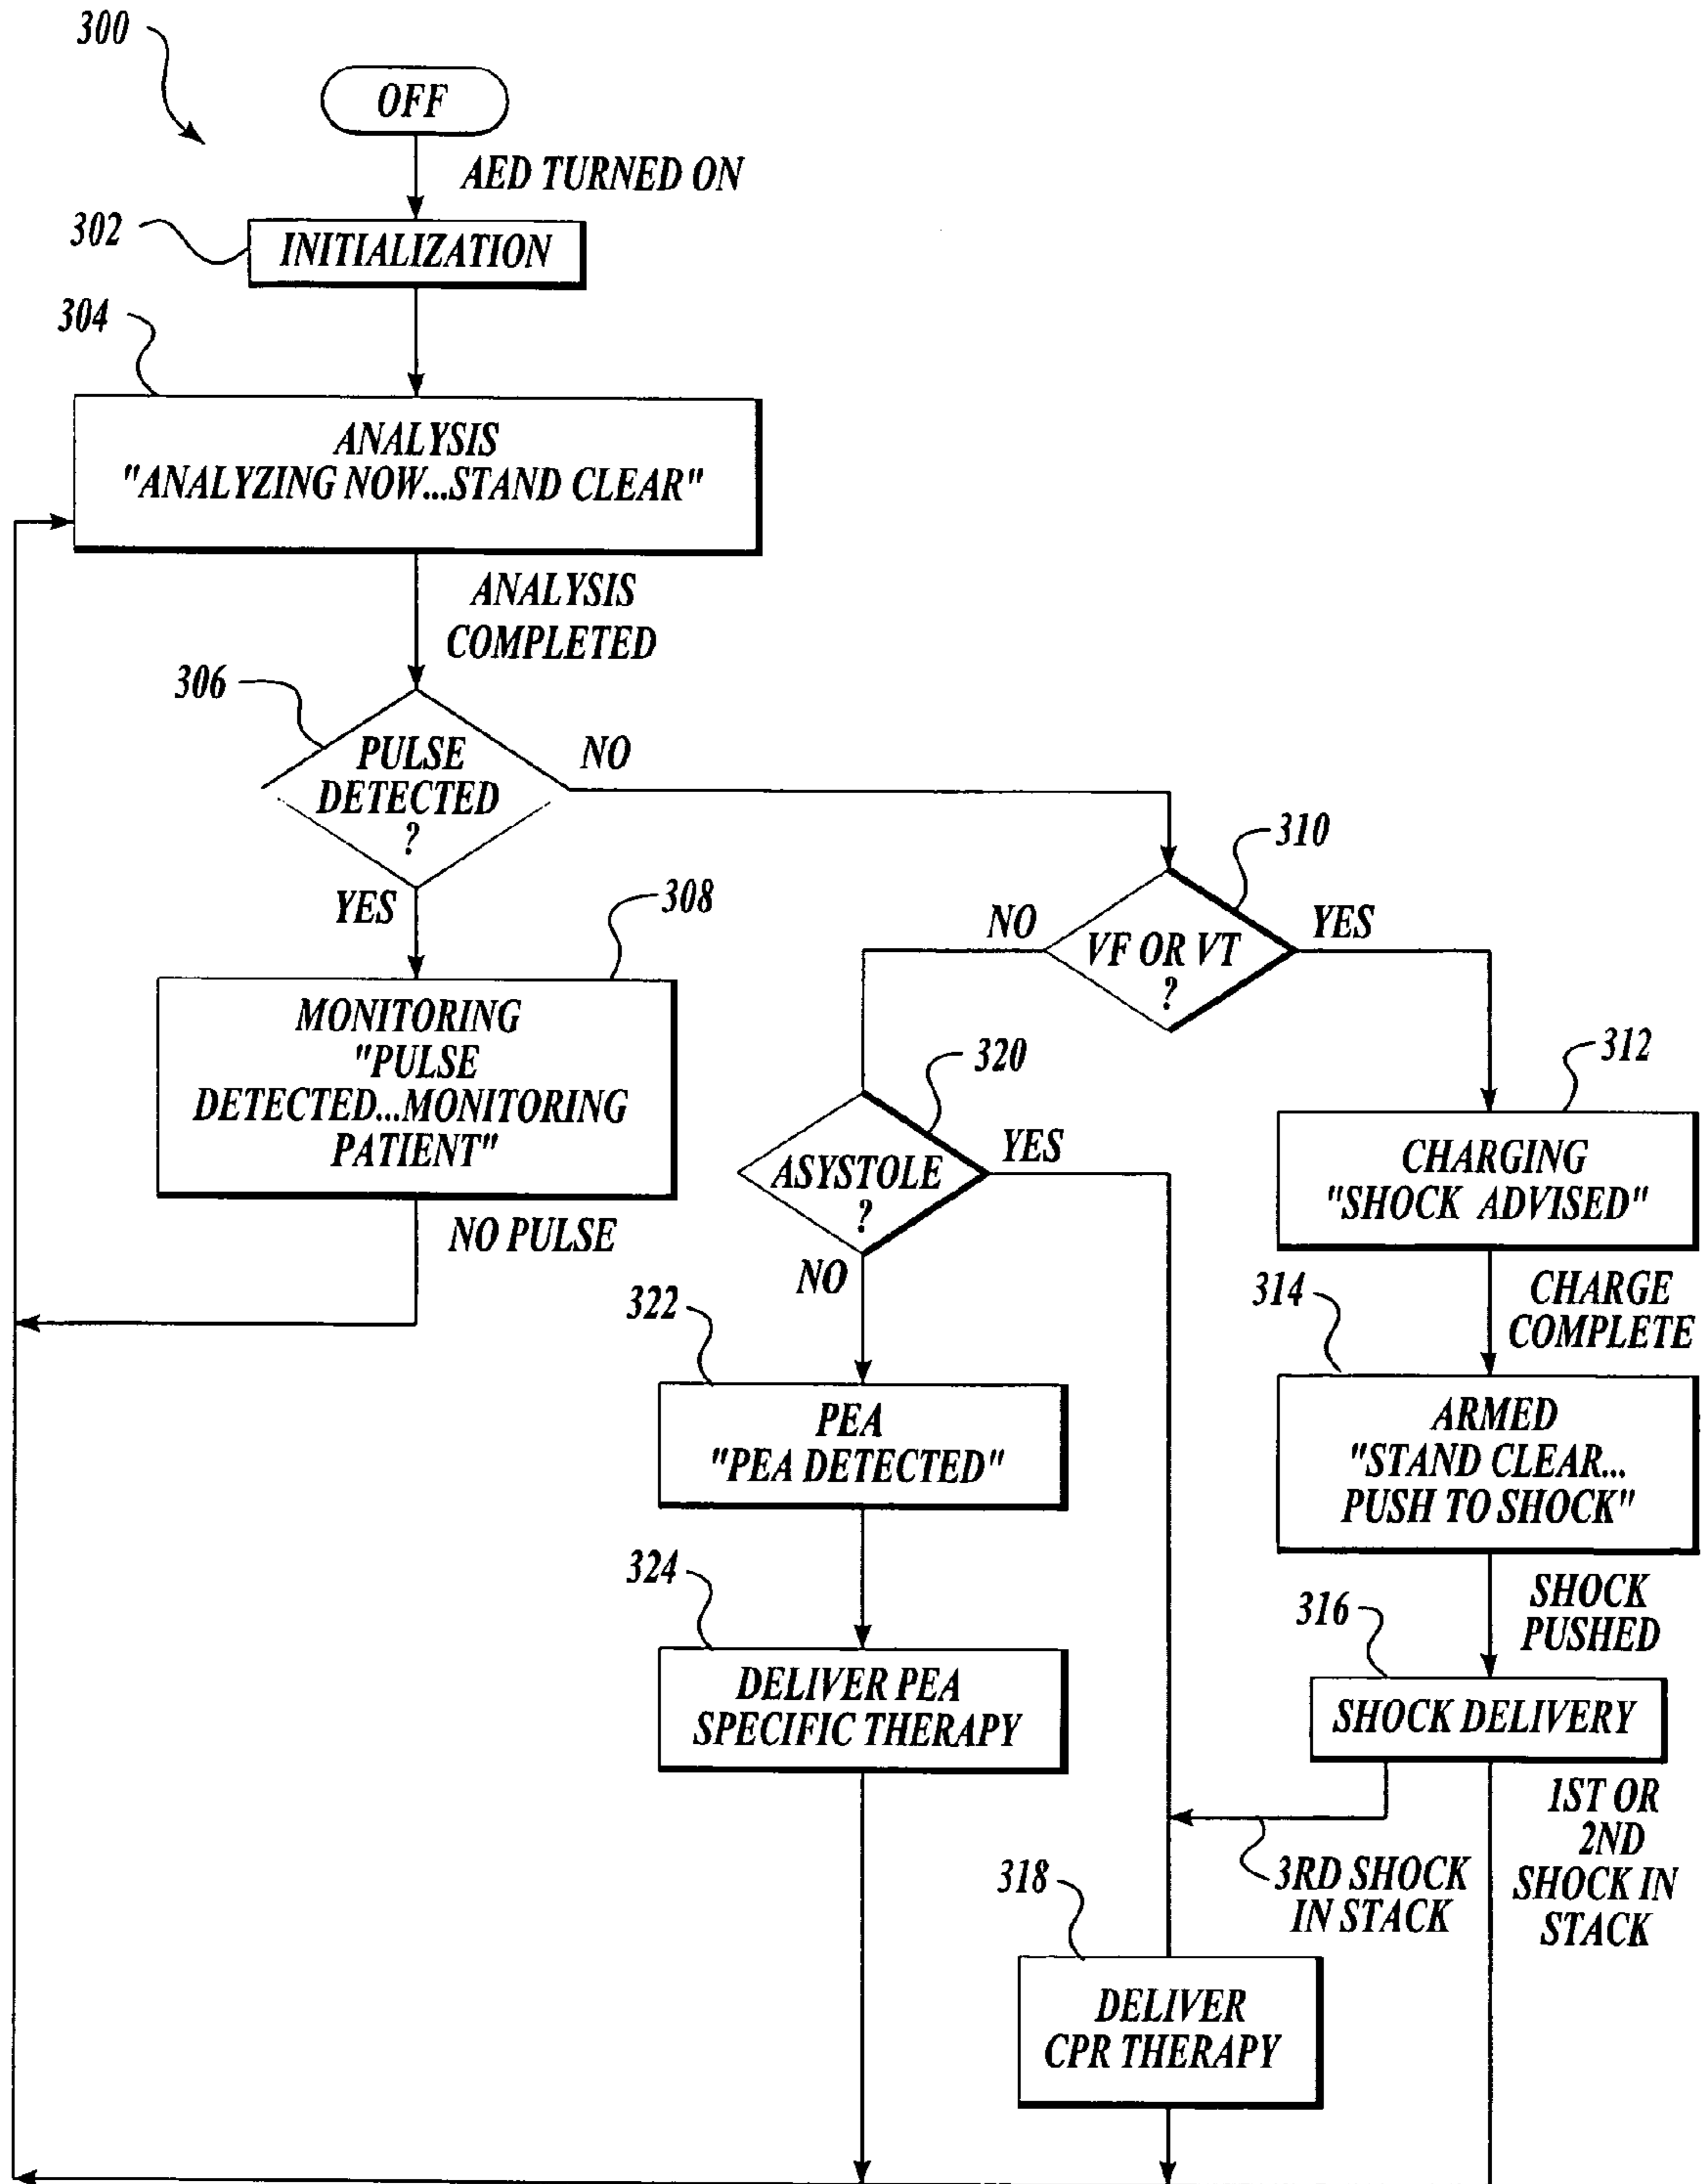 300
OFF
AED TURNED ON
302
INITIALIZATION
304
ANALYSIS
"ANALYZING NOW...STAND CLEAR"
ANALYSIS
COMPLETED
306
PULSE
DETECTED
?
NO
YES
308
MONITORING
"PULSE
DETECTED...MONITORING
PATIENT"
NO PULSE
310
NO
VF OR VT
?
YES
320
ASYSTOLE
?
YES
NO
312
CHARGING
"SHOCK ADVISED"
CHARGE
COMPLETE
314
ARMED
"STAND CLEAR...
PUSH TO SHOCK"
SHOCK
PUSHED
316
SHOCK DELIVERY
322
PEA
"PEA DETECTED"
324
DELIVER PEA
SPECIFIC THERAPY
1ST OR
2ND
SHOCK IN
STACK
3RD SHOCK
IN STACK
318
DELIVER
CPR THERAPY